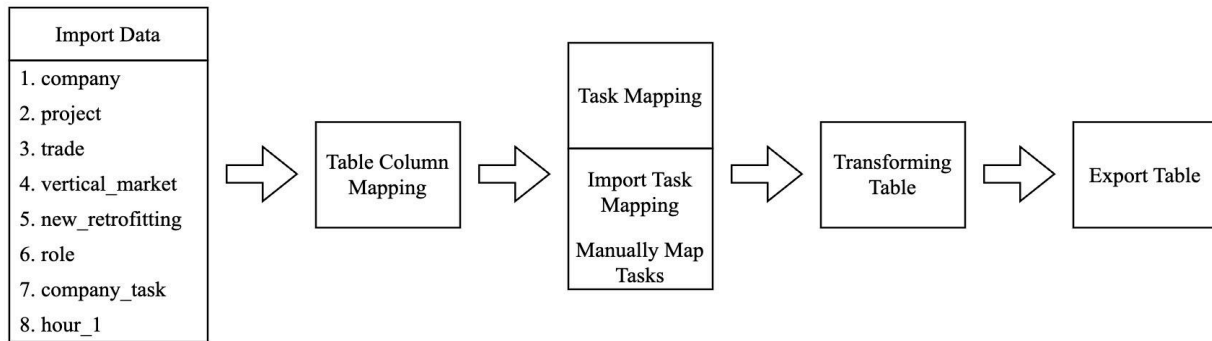 Import Data
1. company
2. project
3. trade
4. vertical_market
5. new_retrofitting
6. role
7. company_task
8. hour_1
Table Column
Mapping
Task Mapping
Import Task
Mapping
Manually Map
Tasks
Transforming
Table
Export Table